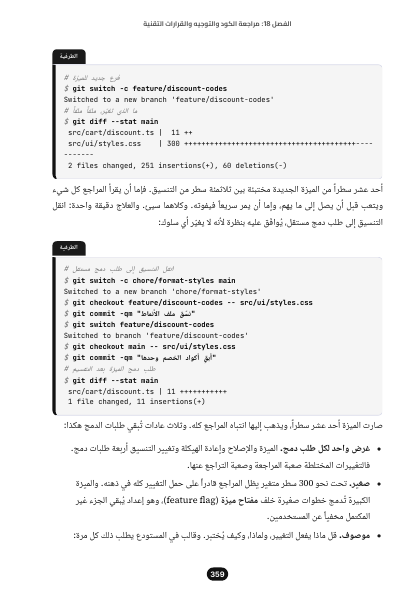 الفصل 18: مراجعة الكود والتوجيه والقرارات التقنية
الطرفية
# فرع جديد للميزة
$ git switch -c feature/discount-codes
Switched to a new branch 'feature/discount-codes'
# ما الذي تغيّر ملفاً ملفاً
$ git diff --stat main
src/cart/discount.ts | 11 ++
src/ui/styles.css | 300 +++++++++++++++++++++++++++++++++++++++++----
-------
2 files changed, 251 insertions(+), 60 deletions(-)
أحد عشر سطراً من الميزة الجديدة مختبئة بين ثلاثمئة سطر من التنسيق. فإما أن يقرأ المراجع كل شيء
ويتعب قبل أن يصل إلى ما يهم، وإما أن يمر سريعاً فيفوته. وكلاهما سيئ. والعلاج دقيقة واحدة: انقل
التنسيق إلى طلب دمج مستقل، يُوافَق عليه بنظرة لأنه لا يغيّر أي سلوك:
الطرفية
# انقل التنسيق إلى طلب دمج مستقل
$ git switch -c chore/format-styles main
Switched to a new branch 'chore/format-styles'
$ git checkout feature/discount-codes -- src/ui/styles.css
$ git commit -qm "نسّق ملف الأنماط"
$ git switch feature/discount-codes
Switched to branch 'feature/discount-codes'
$ git checkout main -- src/ui/styles.css
$ git commit -qm "أبقِ أكواد الخصم وحدها"
# طلب دمج الميزة بعد التقسيم
$ git diff --stat main
src/cart/discount.ts | 11 +++++++++++
1 file changed, 11 insertions(+)
صارت الميزة أحد عشر سطراً، ويذهب إليها انتباه المراجع كله. وثلاث عادات تُبقي طلبات الدمج هكذا:
• غرض واحد لكل طلب دمج. الميزة والإصلاح وإعادة الهيكلة وتغيير التنسيق أربعة طلبات دمج.
فالتغييرات المختلطة صعبة المراجعة وصعبة التراجع عنها.
• صغير. تحت نحو 300 سطر متغير يظل المراجع قادراً على حمل التغيير كله في ذهنه. والميزة
الكبيرة تُدمج خطوات صغيرة خلف مفتاح ميزة (feature flag)، وهو إعداد يُبقي الجزء غير
المكتمل مخفياً عن المستخدمين.
• موصوف. قل ماذا يفعل التغيير، ولماذا، وكيف يُختبر. وقالب في المستودع يطلب ذلك كل مرة:
359